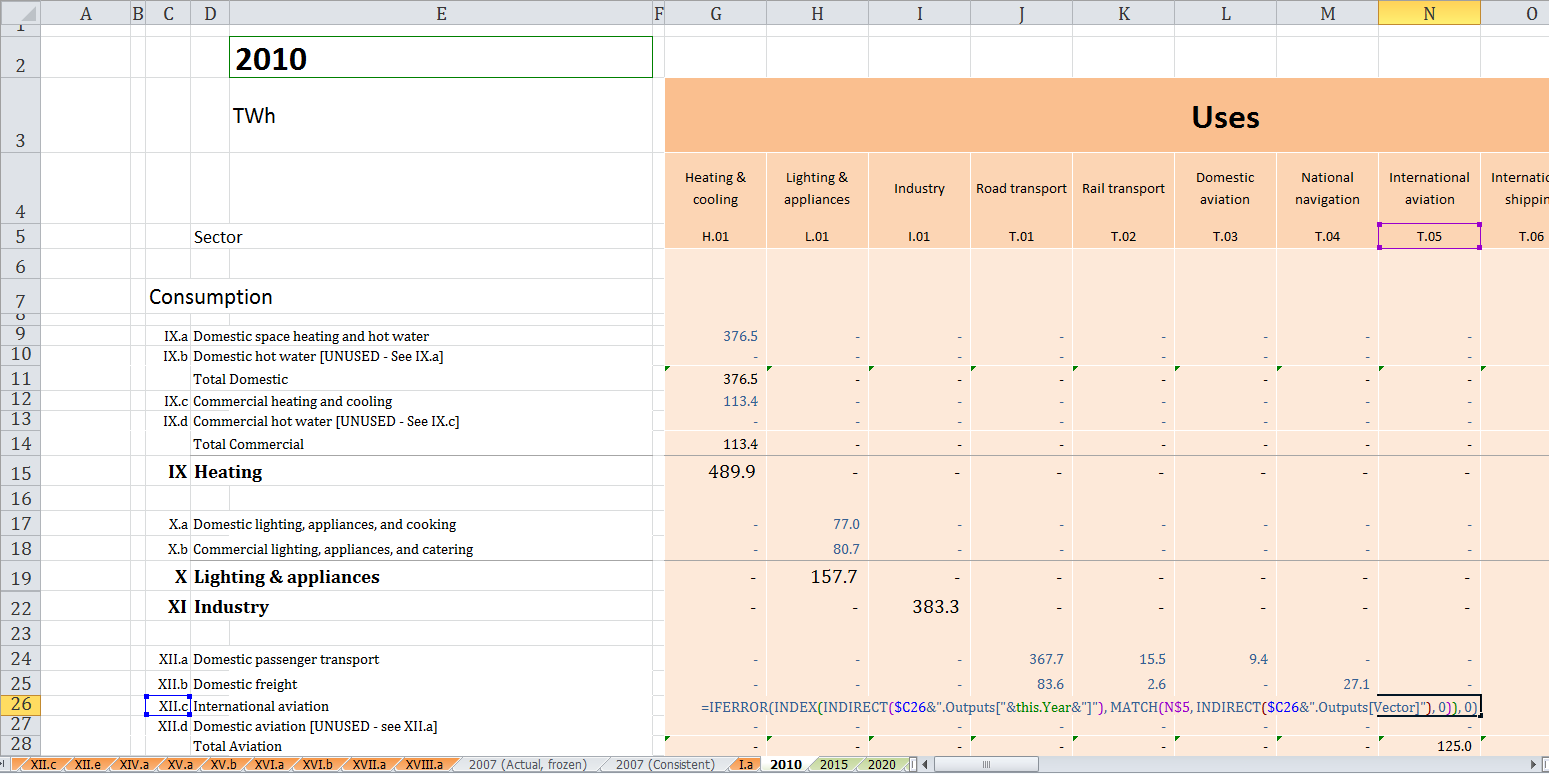 A B C D E F G H I J K L M N O
1
2 2010
3 TWh Uses
4 Heating & cooling Lighting & appliances Industry Road transport Rail transport Domestic aviation National navigation International aviation Internatio shippin
5 Sector H.01 L.01 I.01 T.01 T.02 T.03 T.04 T.05 T.06
6
7 Consumption
8
9 IX.a Domestic space heating and hot water 376.5 - - - - - - -
10 IX.b Domestic hot water [UNUSED - See IX.a] - - - - - - - -
11 Total Domestic 376.5 - - - - - - -
12 IX.c Commercial heating and cooling 113.4 - - - - - - -
13 IX.d Commercial hot water [UNUSED - See IX.c] - - - - - - - -
14 Total Commercial 113.4 - - - - - - -
15 IX Heating 489.9 - - - - - - -
16
17 X.a Domestic lighting, appliances, and cooking - 77.0 - - - - - -
18 X.b Commercial lighting, appliances, and catering - 80.7 - - - - - -
19 X Lighting & appliances - 157.7 - - - - - -
22 XI Industry - - 383.3 - - - - -
23
24 XII.a Domestic passenger transport - - - 367.7 15.5 9.4 - -
25 XII.b Domestic freight - - - 83.6 2.6 - 27.1 -
26 XII.c International aviation =IFERROR(INDEX(INDIRECT($C26&".Outputs["&this.Year&"]"), MATCH(N$5, INDIRECT($C26&".Outputs[Vector]"), 0)), 0)
27 XII.d Domestic aviation [UNUSED - see XII.a] - - - - - - - -
28 Total Aviation - - - - - - - 125.0
XII.c XII.e XIV.a XV.a XV.b XVI.a XVI.b XVII.a XVIII.a 2007 (Actual, frozen) 2007 (Consistent) I.a 2010 2015 2020